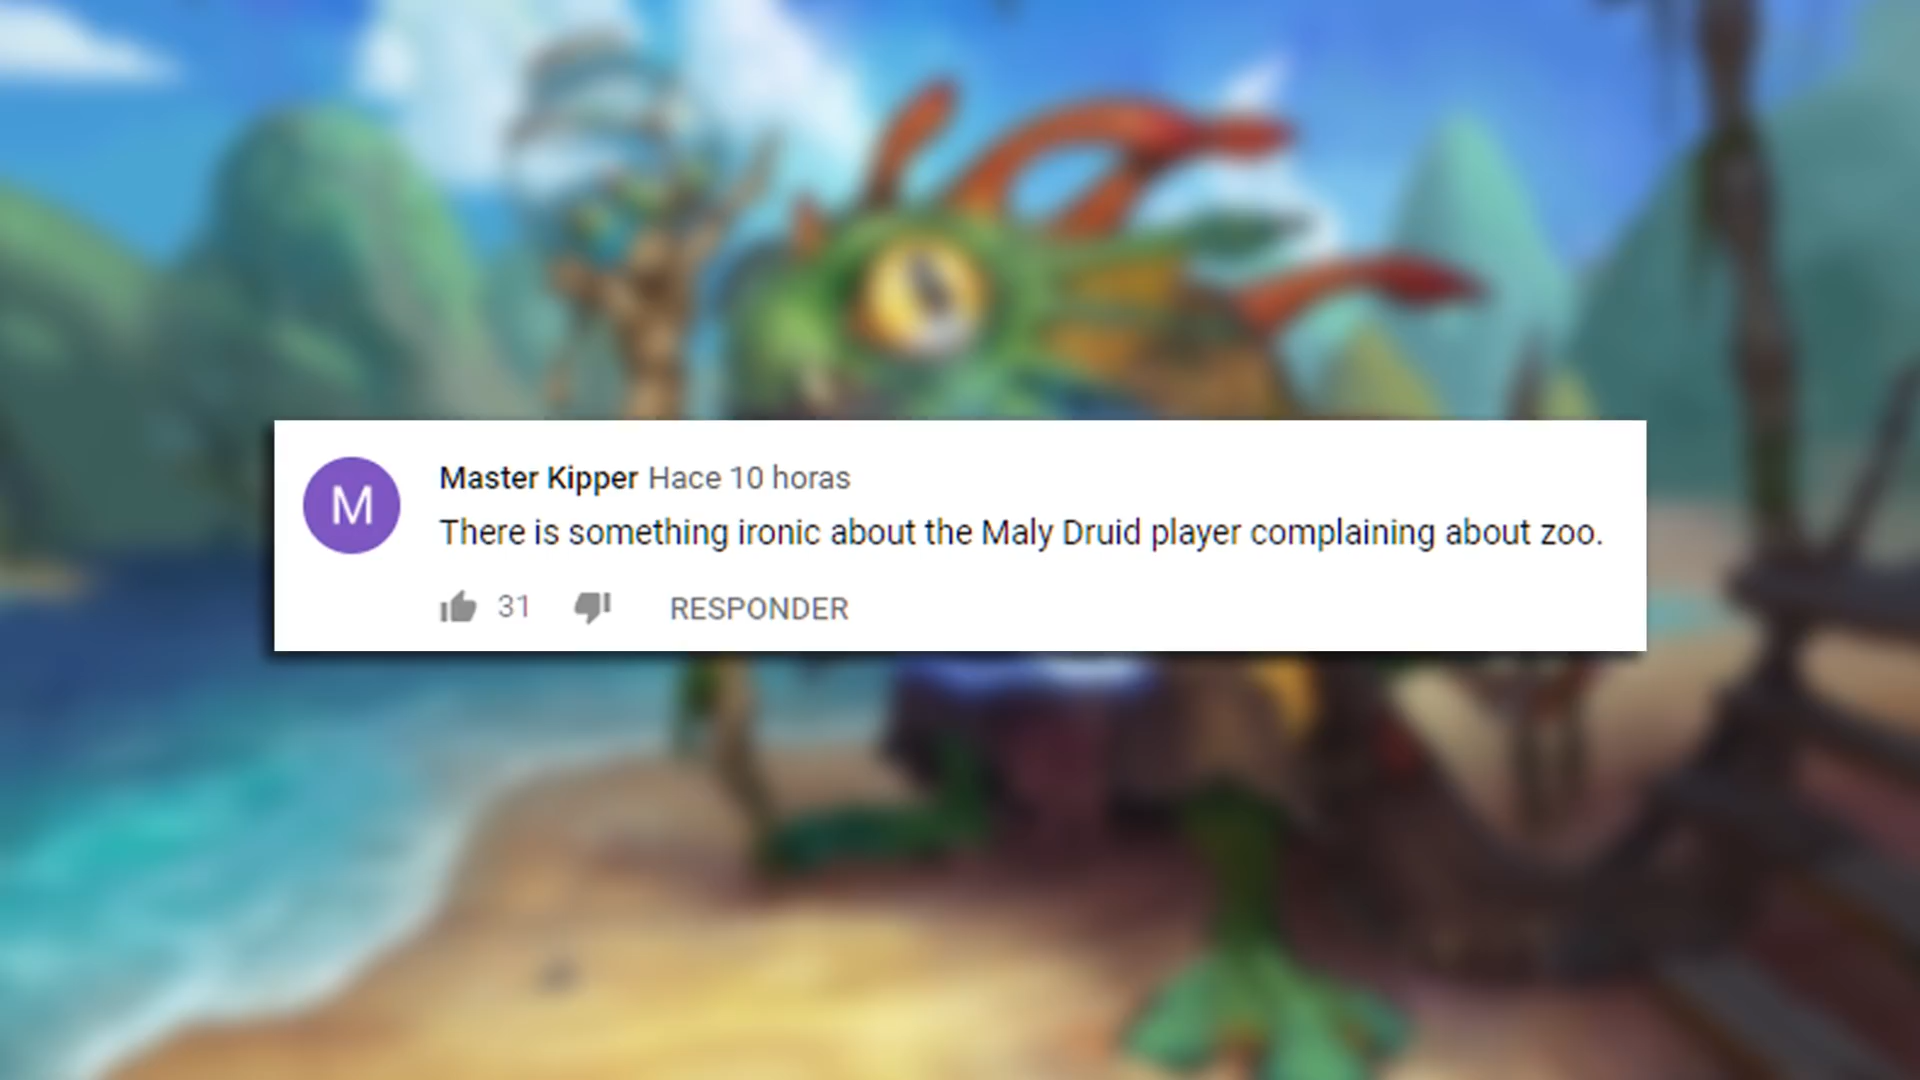 M
Master Kipper Hace 10 horas
There is something ironic about the Maly Druid player complaining about zoo.
31 RESPONDER